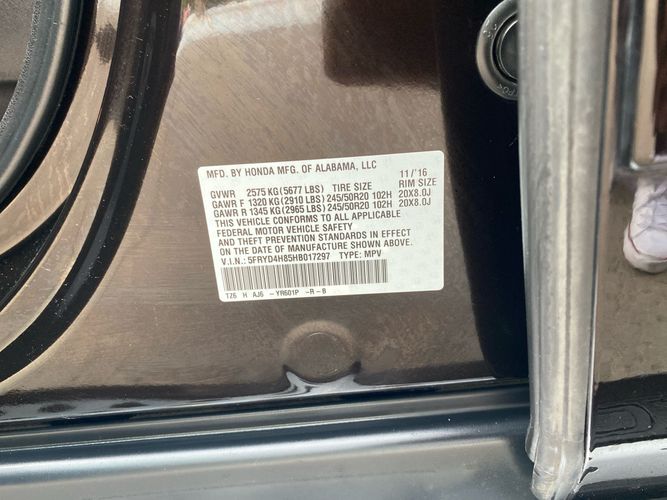 MFD. BY HONDA MFG. OF ALABAMA, LLC 11/'16
GVWR 2575 KG(5677 LBS) TIRE SIZE RIM SIZE
GAWR F 1320 KG(2910 LBS)245/50R20 102H 20X8.0J
GAWR R 1345 KG(2965 LBS)245/50R20 102H 20X8.0J
THIS VEHICLE CONFORMS TO ALL APPLICABLE
FEDERAL MOTOR VEHICLE SAFETY
AND THEFT PREVENTION STANDARDS IN EFFECT
ON THE DATE OF MANUFACTURE SHOWN ABOVE.
V.I.N.: 5FRYD4H85HB017297 TYPE: MPV
TZ6 H AJ6 -YR601P -R-B